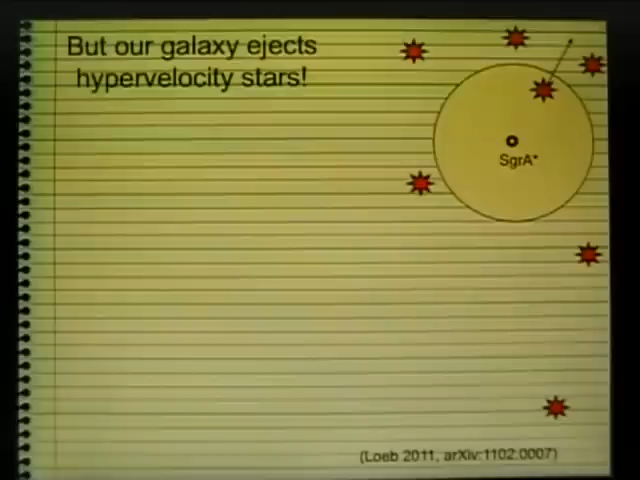 But our galaxy ejects
hypervelocity stars!
SgrA*
(Loeb 2011, arXiv:1102.0007)